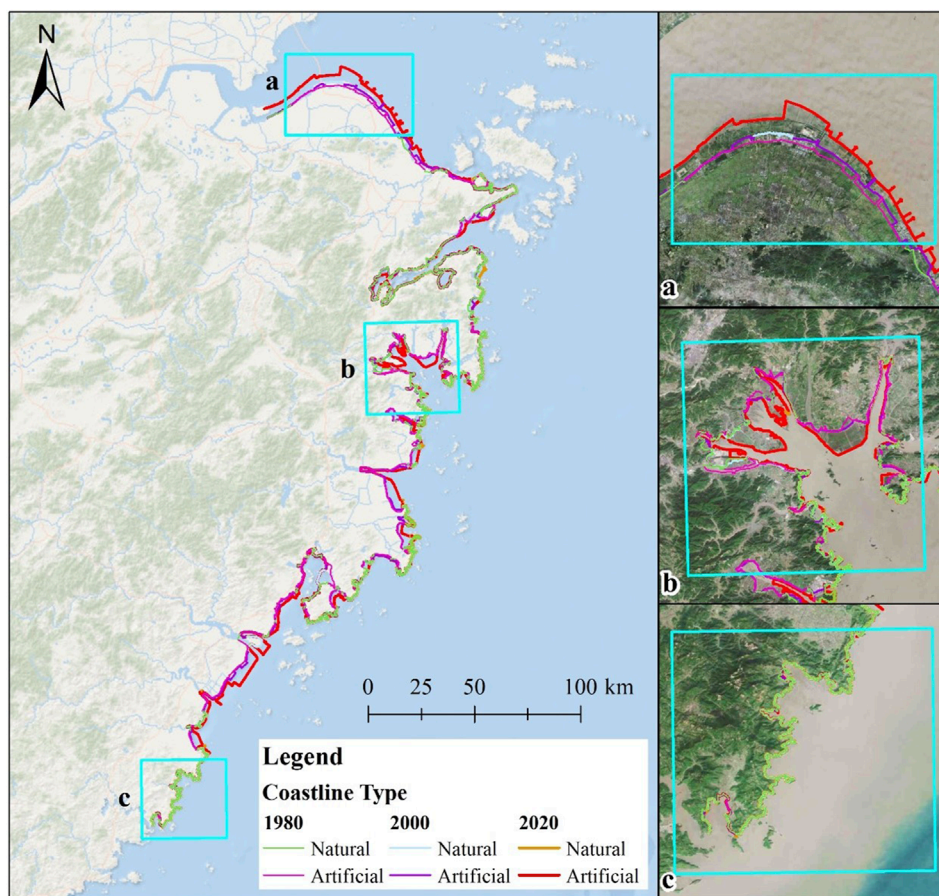 N
a
b
c
0 25 50 100 km
Legend
Coastline Type
1980 2000 2020
Natural Natural Natural
Artificial Artificial Artificial
a
b
c